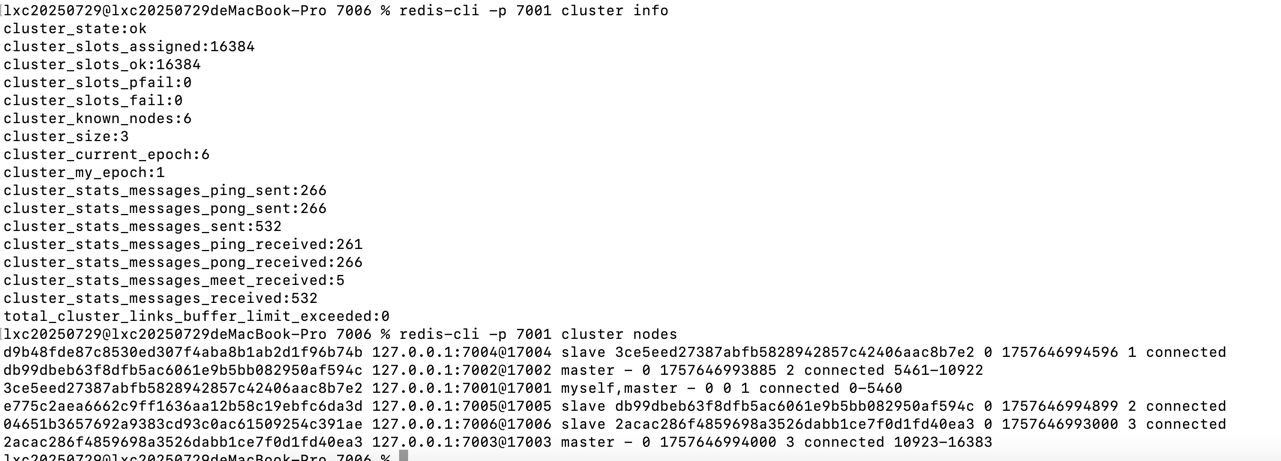 lxc20250729@lxc20250729deMacBook-Pro 7006 % redis-cli -p 7001 cluster info
cluster_state:ok
cluster_slots_assigned:16384
cluster_slots_ok:16384
cluster_slots_pfail:0
cluster_slots_fail:0
cluster_known_nodes:6
cluster_size:3
cluster_current_epoch:6
cluster_my_epoch:1
cluster_stats_messages_ping_sent:266
cluster_stats_messages_pong_sent:266
cluster_stats_messages_sent:532
cluster_stats_messages_ping_received:261
cluster_stats_messages_pong_received:266
cluster_stats_messages_meet_received:5
cluster_stats_messages_received:532
total_cluster_links_buffer_limit_exceeded:0
lxc20250729@lxc20250729deMacBook-Pro 7006 % redis-cli -p 7001 cluster nodes
d9b48fde87c8530ed307f4aba8b1ab2d1f96b74b 127.0.0.1:7004@17004 slave 3ce5eed27387abfb5828942857c42406aac8b7e2 0 1757646994596 1 connected
db99dbeb63f8dfb5ac6061e9b5bb082950af594c 127.0.0.1:7002@17002 master - 0 1757646993885 2 connected 5461-10922
3ce5eed27387abfb5828942857c42406aac8b7e2 127.0.0.1:7001@17001 myself,master - 0 0 1 connected 0-5460
e775c2aea6662c9ff1636aa12b58c19ebfc6da3d 127.0.0.1:7005@17005 slave db99dbeb63f8dfb5ac6061e9b5bb082950af594c 0 1757646994899 2 connected
04651b3657692a9383cd93c0ac61509254c391ae 127.0.0.1:7006@17006 slave 2acac286f4859698a3526dabb1ce7f0d1fd40ea3 0 1757646993000 3 connected
2acac286f4859698a3526dabb1ce7f0d1fd40ea3 127.0.0.1:7003@17003 master - 0 1757646994000 3 connected 10923-16383
lxc20250729@lxc20250729deMacBook-Pro 7006 %